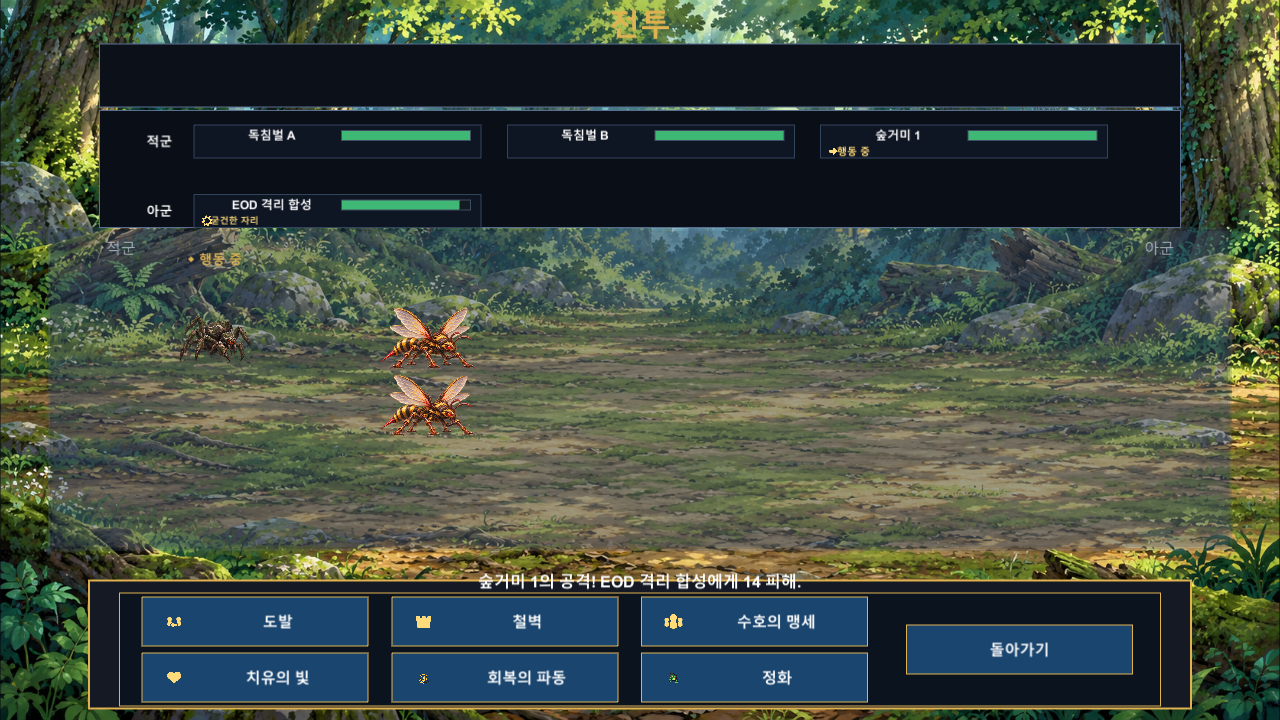 전투
적군
독침벌 A
독침벌 B
숲거미 1
행동 중
아군
EOD 격리 합성
굳건한 자리
적군
아군
행동 중
숲거미 1의 공격! EOD 격리 합성에게 14 피해.
도발
철벽
수호의 맹세
돌아가기
치유의 빛
회복의 파동
정화